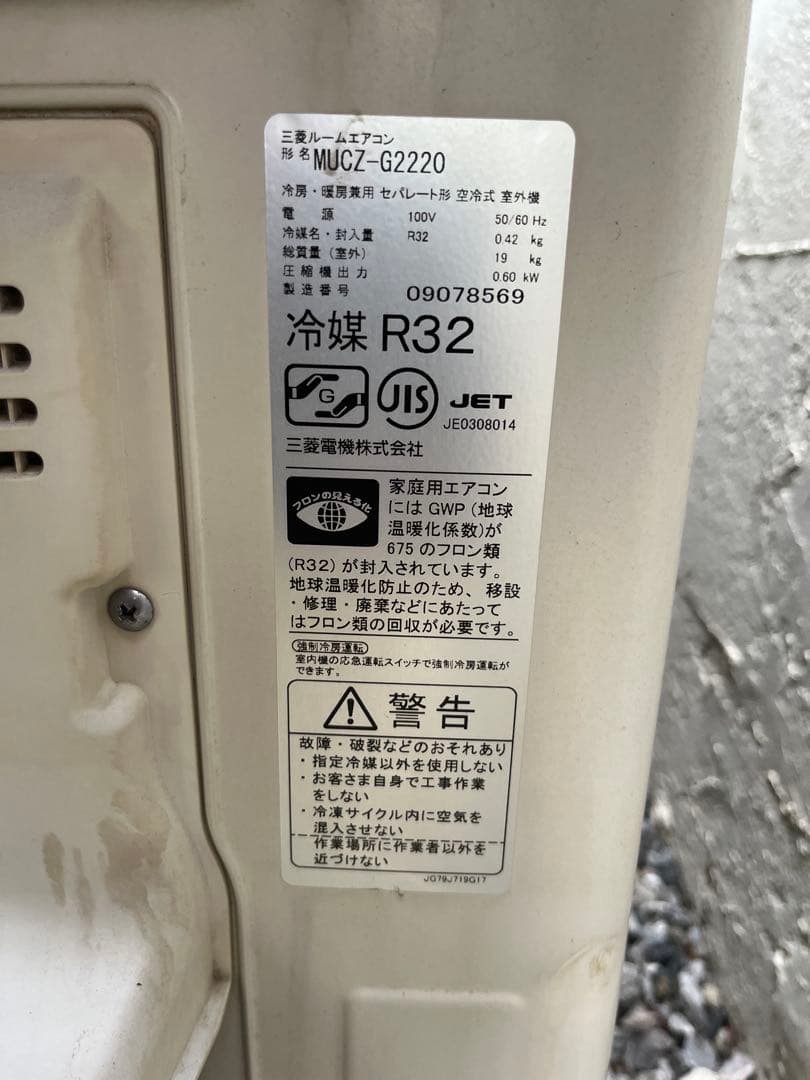 三菱ルームエアコン
形名 MUCZ-G2220
冷房・暖房兼用 セパレート形 空冷式 室外機
電源 100V 50/60 Hz
冷媒名・封入量 R32 0.42 kg
総質量（室外） 19 kg
圧縮機出力 0.60 kW
製造番号 09078569
冷媒 R32
G JIS JET
JE0308014
三菱電機株式会社
フロンの見える化
家庭用エアコン
には GWP（地球
温暖化係数)が
675 のフロン類
(R32) が封入されています。
地球温暖化防止のため、移設
・修理・廃棄などにあたって
はフロン類の回収が必要です。
強制冷房運転
室内機の応急運転スイッチで強制冷房運転が
できます。
警告
故障・破裂などのおそれあり
・指定冷媒以外を使用しない
・お客さま自身で工事作業
をしない
・冷凍サイクル内に空気を
混入させない
作業場所に作業者以外を
近づけない
JG79J719G17